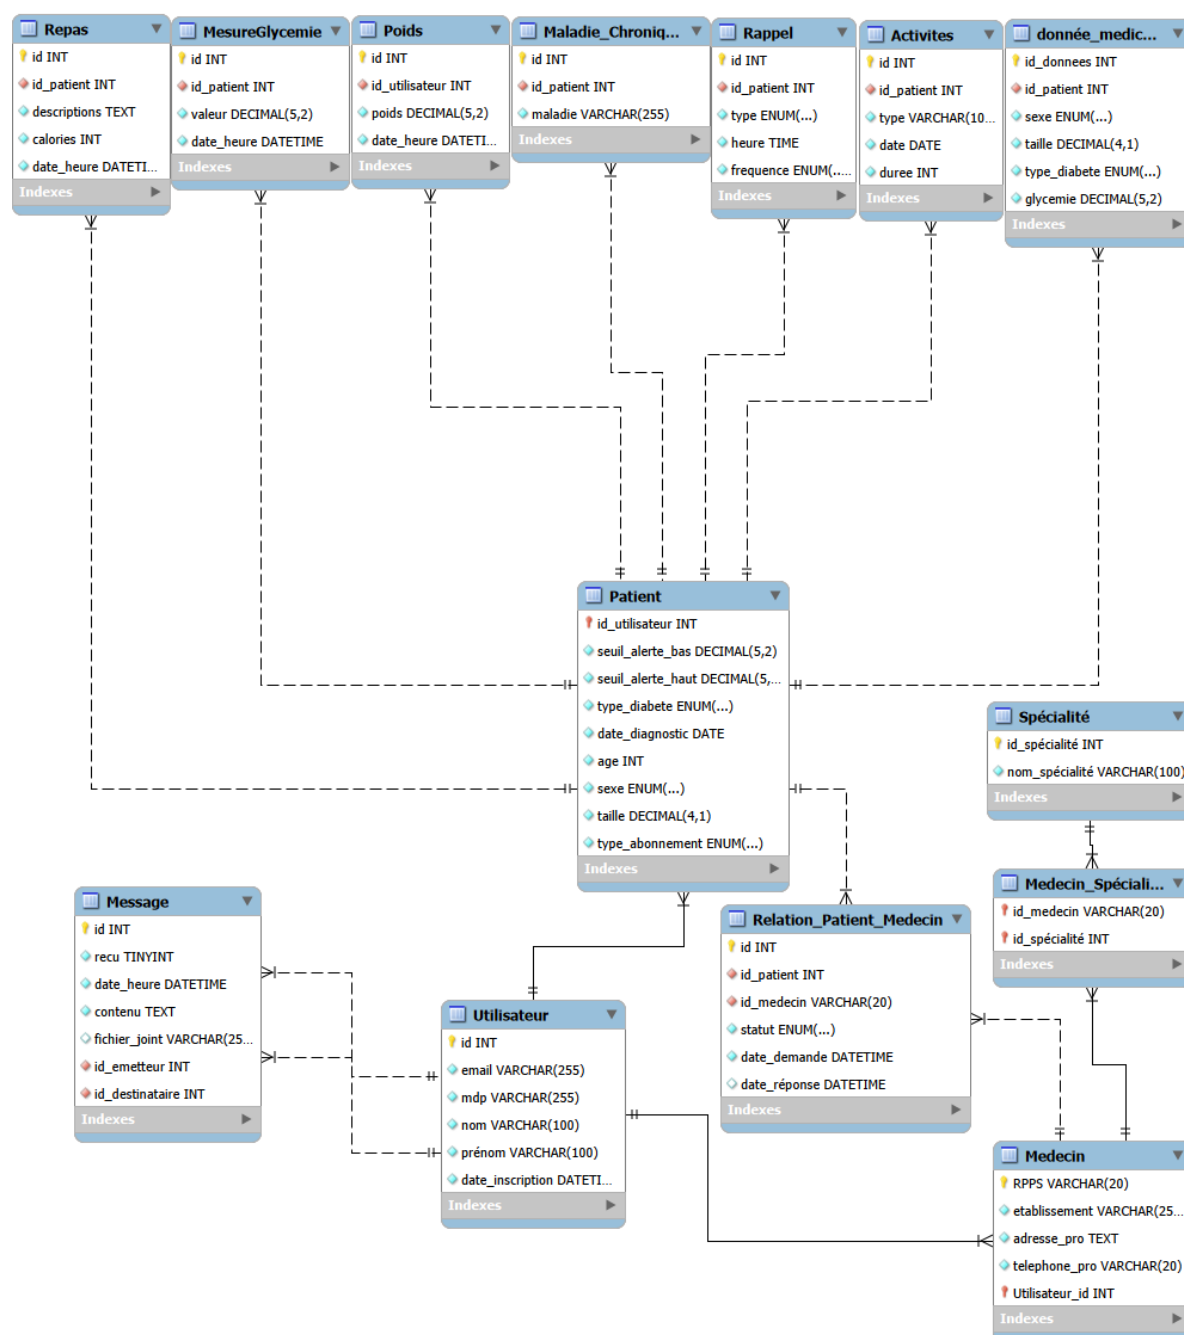 Repas
id INT
id_patient INT
descriptions TEXT
calories INT
date_heure DATETI...
Indexes
MesureGlycemie
id INT
id_patient INT
valeur DECIMAL(5,2)
date_heure DATETIME
Indexes
Poids
id INT
id_utilisateur INT
poids DECIMAL(5,2)
date_heure DATETI...
Indexes
Maladie_Chroniq...
id INT
id_patient INT
maladie VARCHAR(255)
Indexes
Rappel
id INT
id_patient INT
type ENUM(...)
heure TIME
frequence ENUM(.....
Indexes
Activites
id INT
id_patient INT
type VARCHAR(10...
date DATE
duree INT
Indexes
donnée_medic...
id_donnees INT
id_patient INT
sexe ENUM(...)
taille DECIMAL(4,1)
type_diabete ENUM(...)
glycemie DECIMAL(5,2)
Indexes
Patient
id_utilisateur INT
seuil_alerte_bas DECIMAL(5,2)
seuil_alerte_haut DECIMAL(5,...
type_diabete ENUM(...)
date_diagnostic DATE
age INT
sexe ENUM(...)
taille DECIMAL(4,1)
type_abonnement ENUM(...)
Indexes
Spécialité
id_spécialité INT
nom_spécialité VARCHAR(100)
Indexes
Medecin_Spéciali...
id_medecin VARCHAR(20)
id_spécialité INT
Indexes
Message
id INT
recu TINYINT
date_heure DATETIME
contenu TEXT
fichier_joint VARCHAR(25...
id_emetteur INT
id_destinataire INT
Indexes
Relation_Patient_Medecin
id INT
id_patient INT
id_medecin VARCHAR(20)
statut ENUM(...)
date_demande DATETIME
date_réponse DATETIME
Indexes
Utilisateur
id INT
email VARCHAR(255)
mdp VARCHAR(255)
nom VARCHAR(100)
prénom VARCHAR(100)
date_inscription DATETI...
Indexes
Medecin
RPPS VARCHAR(20)
etablissement VARCHAR(25...
adresse_pro TEXT
telephone_pro VARCHAR(20)
Utilisateur_id INT
Indexes